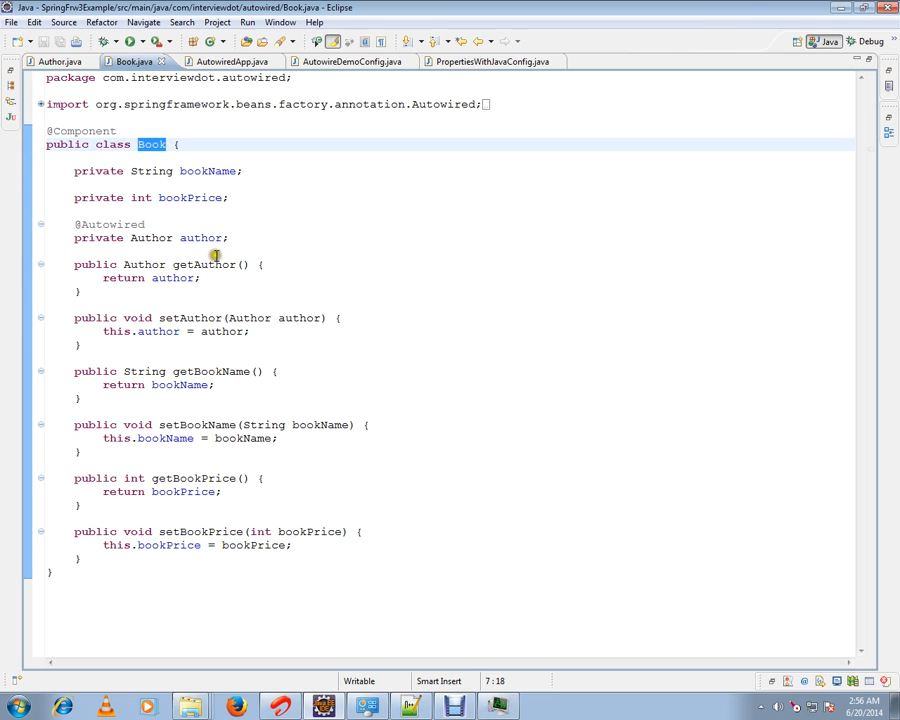 Java - SpringFrw3Example/src/main/java/com/interviewdot/autowired/Book.java - Eclipse
File Edit Source Refactor Navigate Search Project Run Window Help
Java Debug
Author.java Book.java AutowiredApp.java AutowireDemoConfig.java PropertiesWithJavaConfig.java
package com.interviewdot.autowired;
import org.springframework.beans.factory.annotation.Autowired;
@Component
public class Book {
private String bookName;
private int bookPrice;
@Autowired
private Author author;
public Author getAuthor() {
return author;
}
public void setAuthor(Author author) {
this.author = author;
}
public String getBookName() {
return bookName;
}
public void setBookName(String bookName) {
this.bookName = bookName;
}
public int getBookPrice() {
return bookPrice;
}
public void setBookPrice(int bookPrice) {
this.bookPrice = bookPrice;
}
}
Writable Smart Insert 7 : 18
2:56 AM
6/20/2014